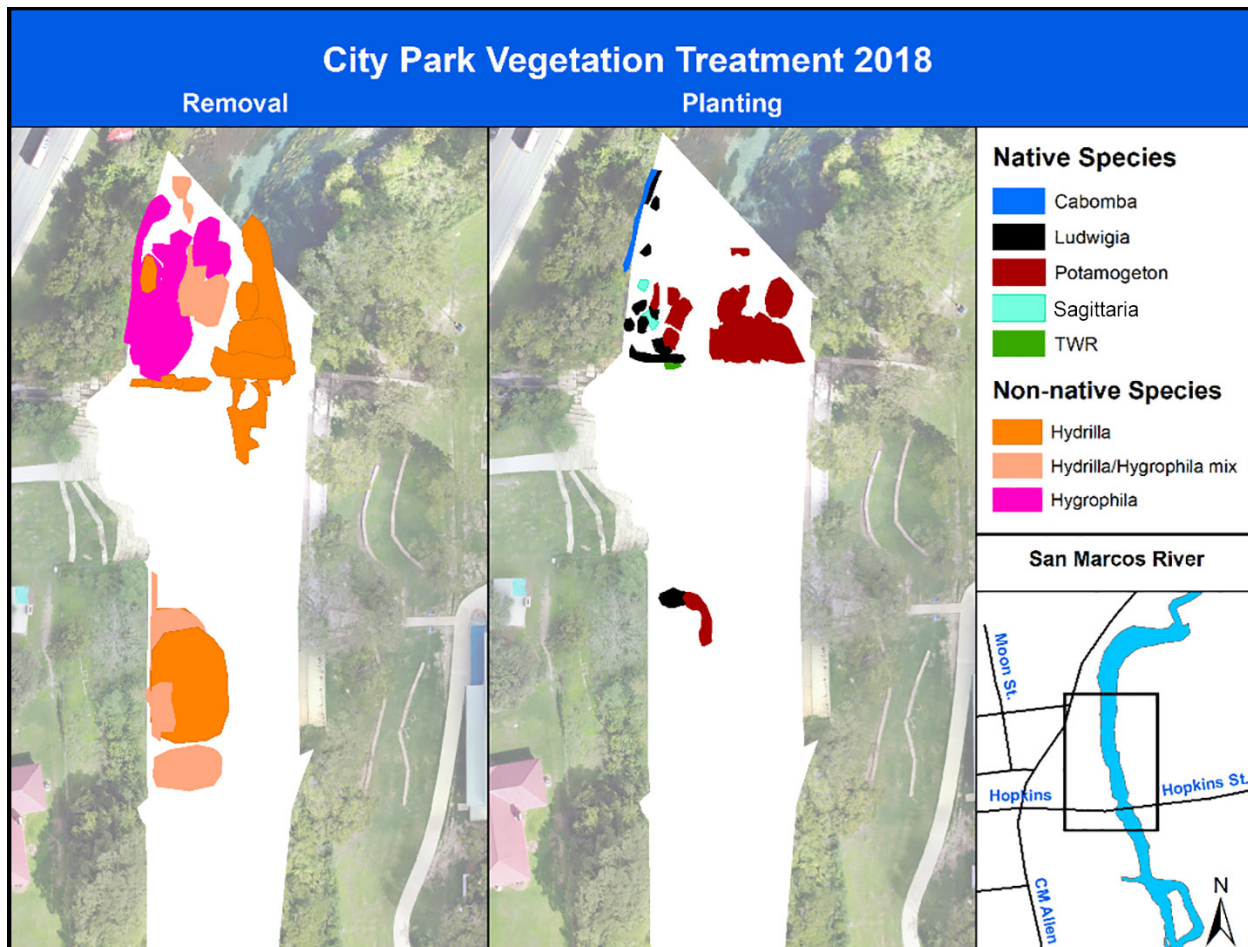 City Park Vegetation Treatment 2018
Removal
Planting
Native Species
Cabomba
Ludwigia
Potamogeton
Sagittaria
TWR
Non-native Species
Hydrilla
Hydrilla/Hygrophila mix
Hygrophila
San Marcos River
Moon St.
Hopkins
Hopkins St.
CM Allen
N